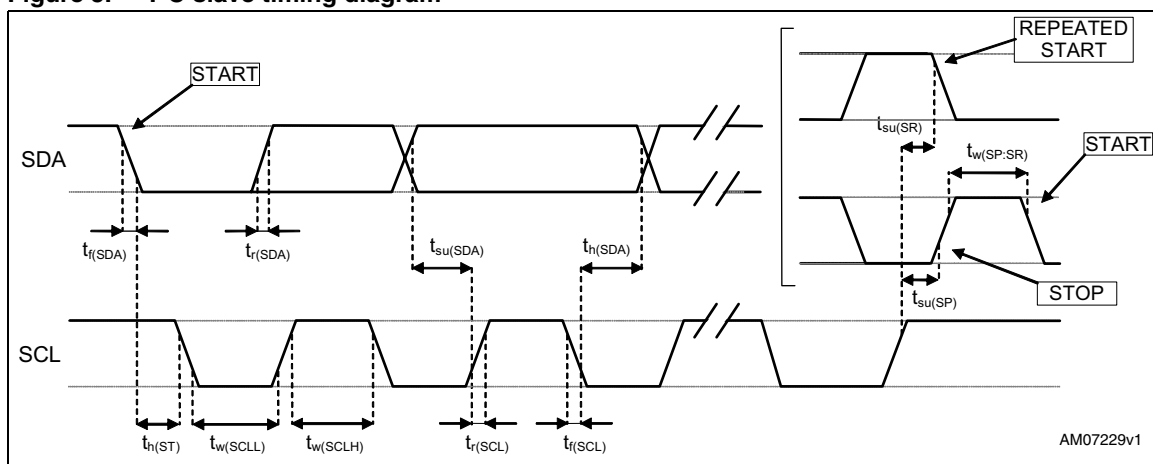 REPEATED
START
START
t_su(SR)
t_w(SP:SR)
START
SDA
t_f(SDA)
t_r(SDA)
t_su(SDA)
t_h(SDA)
t_su(SP)
STOP
SCL
t_h(ST)
t_w(SCLL)
t_w(SCLH)
t_r(SCL)
t_f(SCL)
AM07229v1